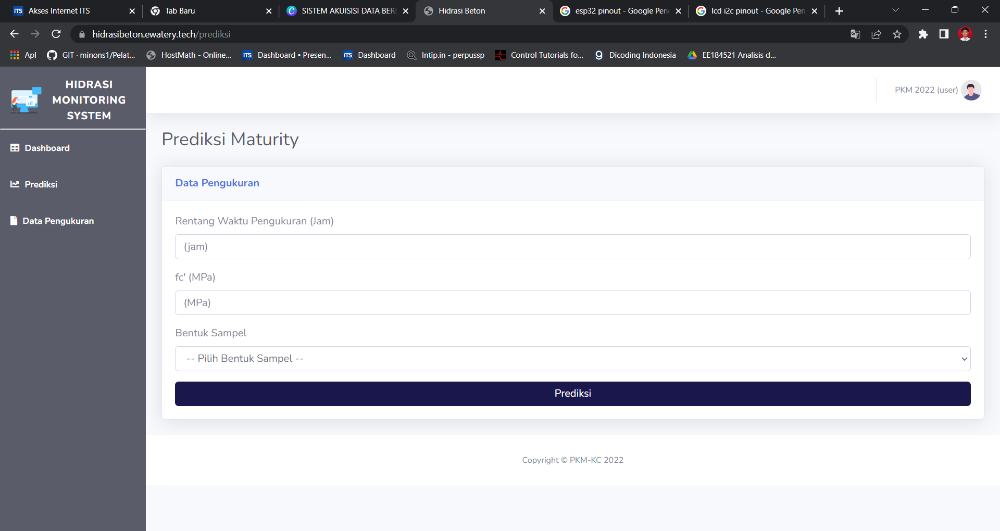 Akses Internet ITS
Tab Baru
SISTEM AKUISISI DATA BER
Hidrasi Beton
esp32 pinout - Google Pen
lcd i2c pinout - Google Pen
hidrasibeton.ewatery.tech/prediksi
Apl
GIT · minons1/Pelat...
HostMath - Online...
ITS
Dashboard • Presen...
ITS
Dashboard
Intip.in - perpussp
Control Tutorials fo...
Dicoding Indonesia
EE184521 Analisis d...
HIDRASI
MONITORING
SYSTEM
PKM 2022 (user)
Dashboard
Prediksi
Data Pengukuran
Prediksi Maturity
Data Pengukuran
Rentang Waktu Pengukuran (Jam)
(jam)
fc' (MPa)
(MPa)
Bentuk Sampel
-- Pilih Bentuk Sampel --
Prediksi
Copyright © PKM-KC 2022